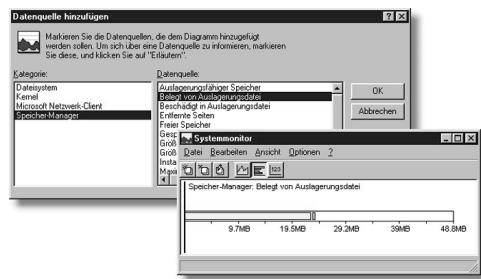 Datenquelle hinzufügen
Markieren Sie die Datenquellen, die dem Diagramm hinzugefügt
werden sollen. Um sich über eine Datenquelle zu informieren, markieren
Sie diese, und klicken Sie auf "Erläutern".
Kategorie:
Dateisystem
Kernel
Microsoft Netzwerk-Client
Speicher-Manager
Datenquelle:
Auslagerungsfähiger Speicher
Belegt von Auslagerungsdatei
Beschädigt in Auslagerungsdatei
Entfernte Seiten
Freier Speicher
OK
Abbrechen
Systemmonitor
Datei Bearbeiten Ansicht Optionen ?
Speicher-Manager: Belegt von Auslagerungsdatei
9.7MB 19.5MB 29.2MB 39MB 48.8MB